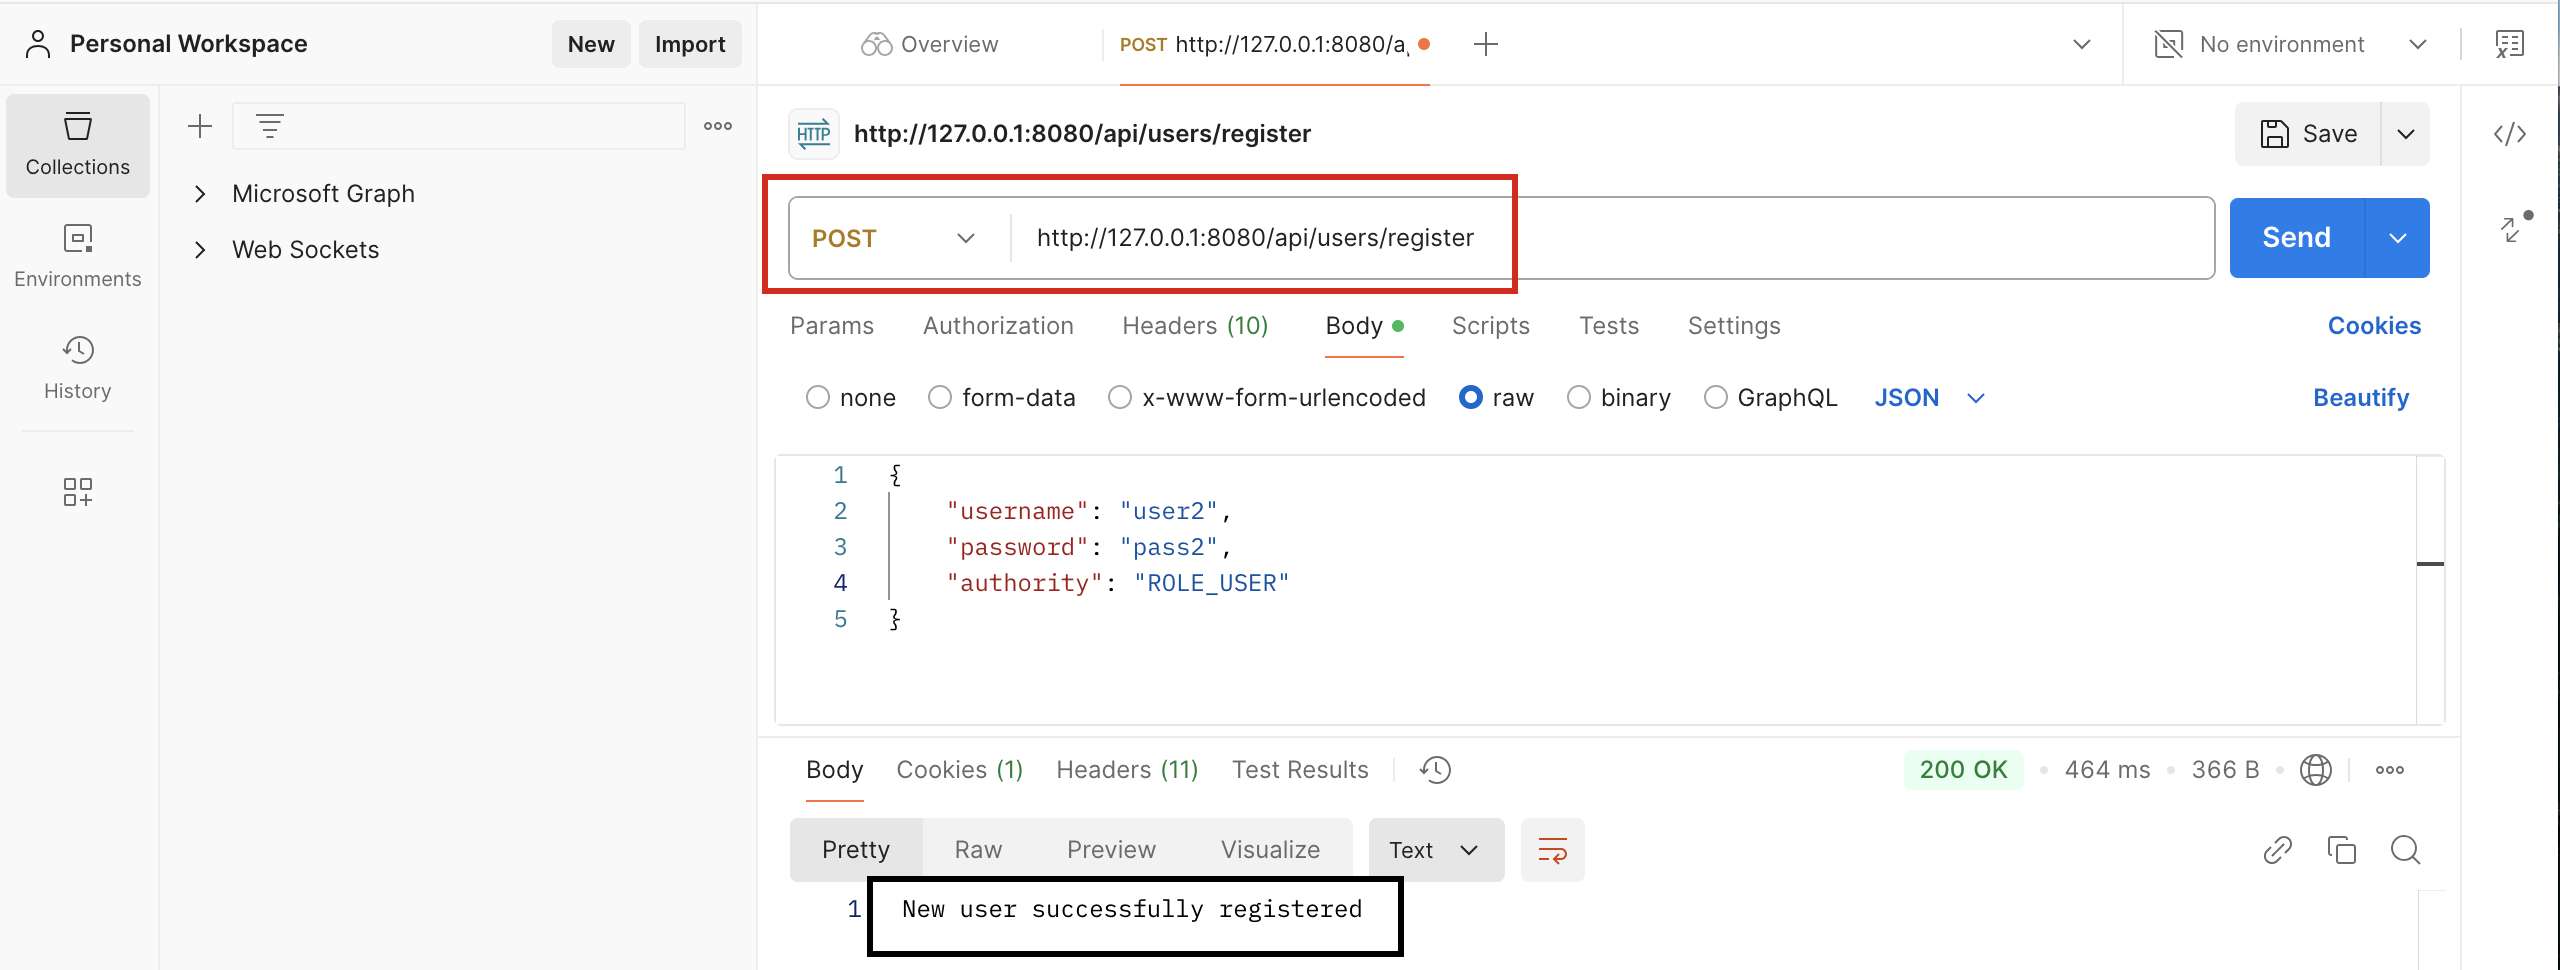 Personal Workspace
New
Import
Overview
POST http://127.0.0.1:8080/a
No environment
Collections
Environments
History
Microsoft Graph
Web Sockets
HTTP
http://127.0.0.1:8080/api/users/register
Save
POST
http://127.0.0.1:8080/api/users/register
Send
Params Authorization Headers (10) Body Scripts Tests Settings Cookies
none form-data x-www-form-urlencoded raw binary GraphQL JSON Beautify
1 {
2 "username": "user2",
3 "password": "pass2",
4 "authority": "ROLE_USER"
5 }
Body Cookies (1) Headers (11) Test Results 200 OK 464 ms 366 B
Pretty Raw Preview Visualize Text
1 New user successfully registered